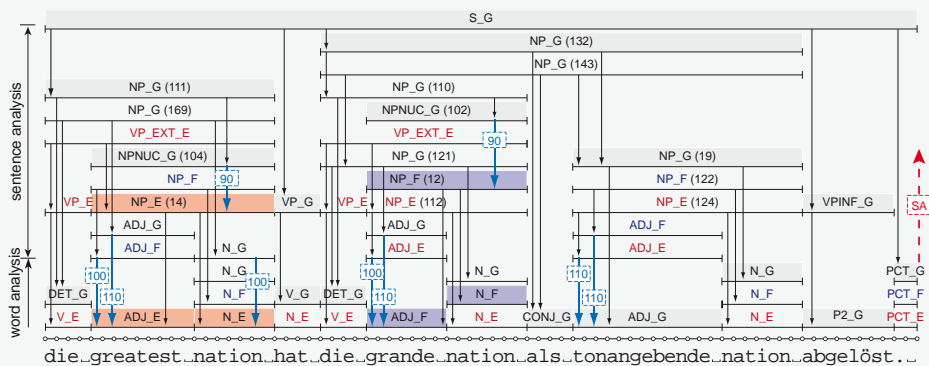 S_G
NP_G (132)
NP_G (143)
NP_G (111) NP_G (110)
NP_G (169) NPNUC_G (102)
VP_EXT_E VP_EXT_E 90
NPNUC_G (104) NP_G (121) NP_G (19)
NP_F 90 NP_F (12) NP_F (122)
VP_E NP_E (14) VP_G VP_E NP_E (112) NP_E (124) VPINF_G SA
ADJ_G ADJ_G ADJ_F
ADJ_F N_G ADJ_E ADJ_E
100 N_G 100 N_G 110 N_G PCT_G
DET_G 110 N_F V_G DET_G 110 N_F N_F PCT_F
V_E ADJ_E N_E N_E V_E ADJ_F N_E CONJ_G ADJ_G N_E P2_G PCT_E
die␣greatest␣nation␣hat␣die␣grande␣nation␣als␣tonangebende␣nation␣abgelöst.␣
sentence analysis
word analysis